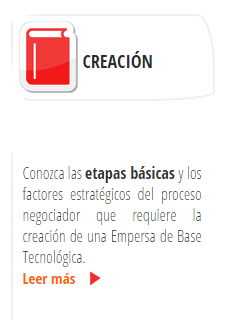 CREACIÓN
Conozca las etapas básicas y los
factores estratégicos del proceso
negociador que requiere la
creación de una Empersa de Base
Tecnológica.
Leer más